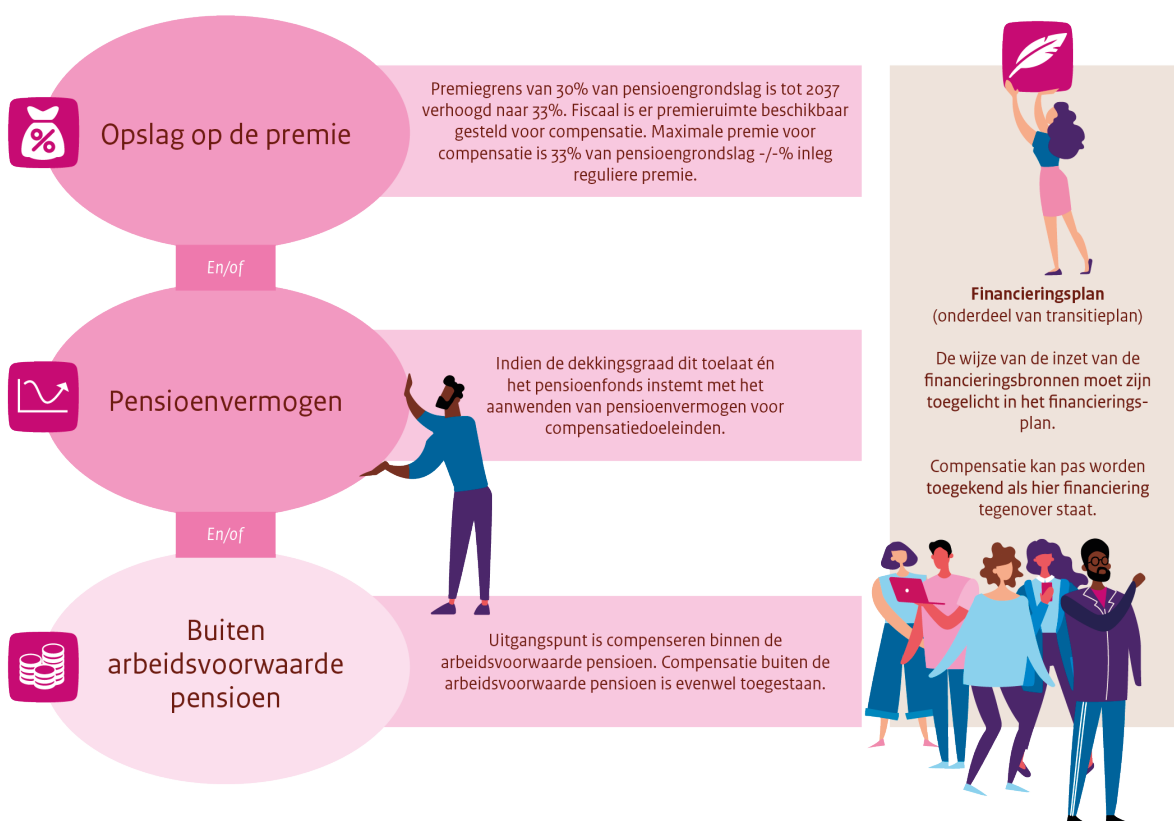 Opslag op de premie
Premiegrens van 30% van pensioengrondslag is tot 2037
verhoogd naar 33%. Fiscaal is er premieruimte beschikbaar
gesteld voor compensatie. Maximale premie voor
compensatie is 33% van pensioengrondslag -/-% inleg
reguliere premie.
En/of
Pensioenvermogen
Indien de dekkingsgraad dit toelaat én
het pensioenfonds instemt met het
aanwenden van pensioenvermogen voor
compensatiedoeleinden.
En/of
Buiten
arbeidsvoorwaarde
pensioen
Uitgangspunt is compenseren binnen de
arbeidsvoorwaarde pensioen. Compensatie buiten de
arbeidsvoorwaarde pensioen is evenwel toegestaan.
Financieringsplan
(onderdeel van transitieplan)
De wijze van de inzet van de
financieringsbronnen moet zijn
toegelicht in het financierings-
plan.
Compensatie kan pas worden
toegekend als hier financiering
tegenover staat.